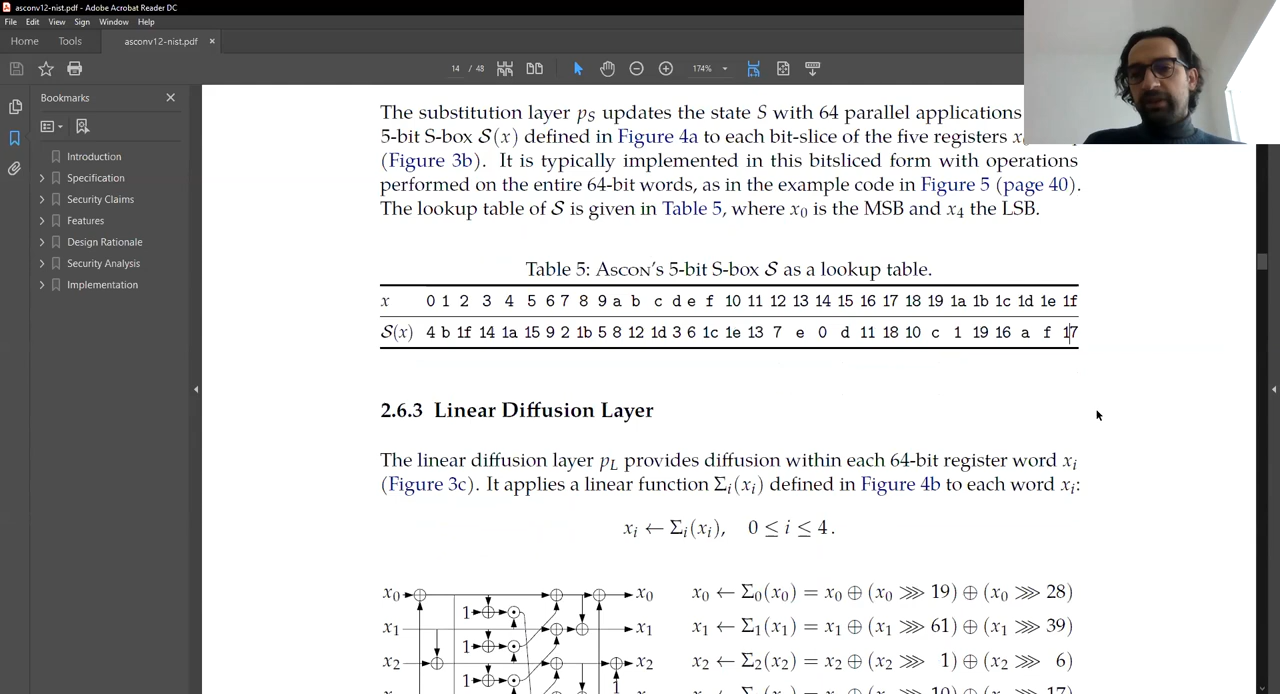 asconv12-nist.pdf - Adobe Acrobat Reader DC
File Edit View Sign Window Help
Home Tools asconv12-nist.pdf ×
14 / 48 174%
Bookmarks
Introduction
Specification
Security Claims
Features
Design Rationale
Security Analysis
Implementation
The substitution layer pS updates the state S with 64 parallel applications
5-bit S-box S(x) defined in Figure 4a to each bit-slice of the five registers
(Figure 3b). It is typically implemented in this bitsliced form with operations
performed on the entire 64-bit words, as in the example code in Figure 5 (page 40).
The lookup table of S is given in Table 5, where x0 is the MSB and x4 the LSB.
Table 5: ASCON's 5-bit S-box S as a lookup table.
x 0 1 2 3 4 5 6 7 8 9 a b c d e f 10 11 12 13 14 15 16 17 18 19 1a 1b 1c 1d 1e 1f
S(x) 4 b 1f 14 1a 15 9 2 1b 5 8 12 1d 3 6 1c 1e 13 7 e 0 d 11 18 10 c 1 19 16 a f 17
2.6.3 Linear Diffusion Layer
The linear diffusion layer pL provides diffusion within each 64-bit register word xi
(Figure 3c). It applies a linear function Σi(xi) defined in Figure 4b to each word xi:
xi ← Σi(xi), 0 ≤ i ≤ 4 .
x0 1 x0 x0 ← Σ0(x0) = x0 ⊕ (x0 ⋙ 19) ⊕ (x0 ⋙ 28)
x1 1 x1 x1 ← Σ1(x1) = x1 ⊕ (x1 ⋙ 61) ⊕ (x1 ⋙ 39)
x2 1 1 x2 x2 ← Σ2(x2) = x2 ⊕ (x2 ⋙ 1) ⊕ (x2 ⋙ 6)